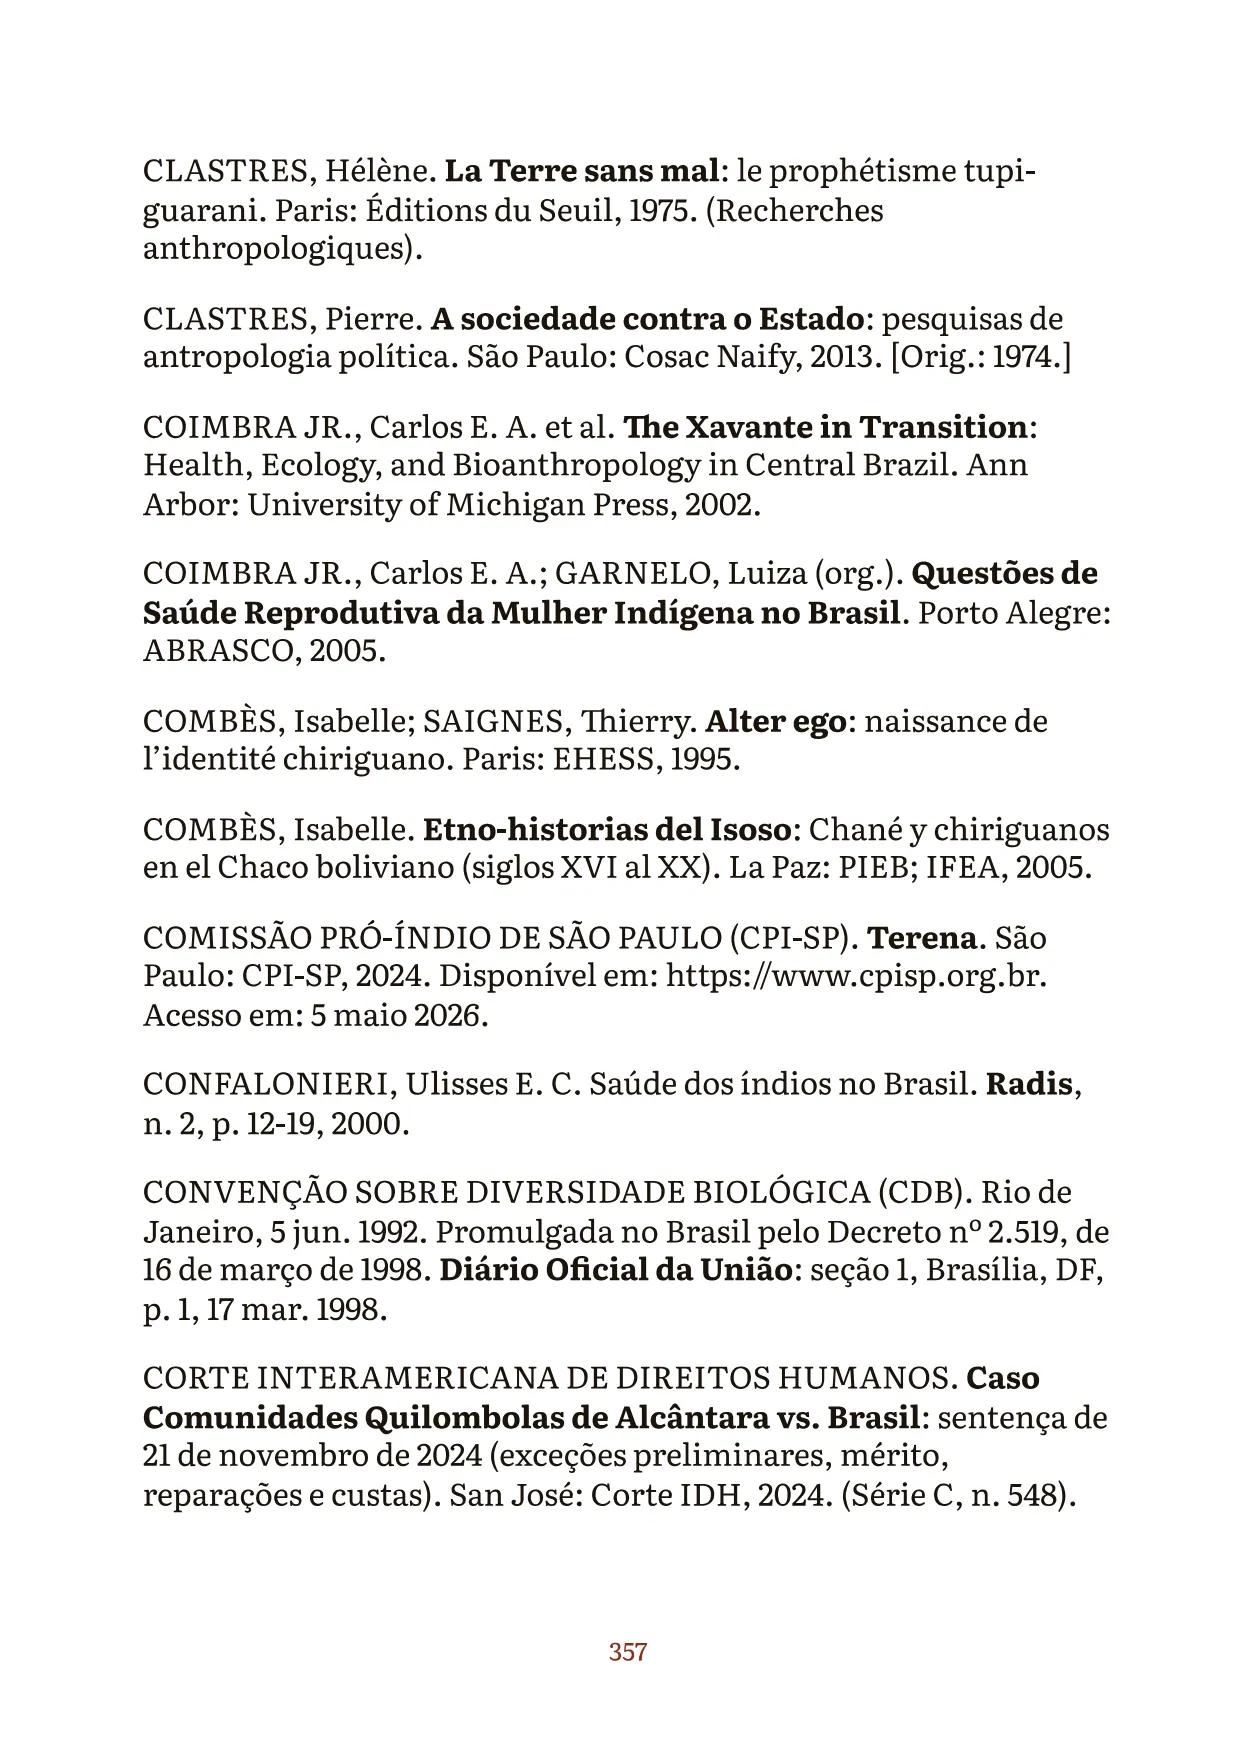 CLASTRES, Hélène. La Terre sans mal: le prophétisme tupi-
guarani. Paris: Éditions du Seuil, 1975. (Recherches
anthropologiques).
CLASTRES, Pierre. A sociedade contra o Estado: pesquisas de
antropologia política. São Paulo: Cosac Naify, 2013. [Orig.: 1974.]
COIMBRA JR., Carlos E. A. et al. The Xavante in Transition:
Health, Ecology, and Bioanthropology in Central Brazil. Ann
Arbor: University of Michigan Press, 2002.
COIMBRA JR., Carlos E. A.; GARNELO, Luiza (org.). Questões de
Saúde Reprodutiva da Mulher Indígena no Brasil. Porto Alegre:
ABRASCO, 2005.
COMBÈS, Isabelle; SAIGNES, Thierry. Alter ego: naissance de
l’identité chiriguano. Paris: EHESS, 1995.
COMBÈS, Isabelle. Etno-historias del Isoso: Chané y chiriguanos
en el Chaco boliviano (siglos XVI al XX). La Paz: PIEB; IFEA, 2005.
COMISSÃO PRÓ-ÍNDIO DE SÃO PAULO (CPI-SP). Terena. São
Paulo: CPI-SP, 2024. Disponível em: https://www.cpisp.org.br.
Acesso em: 5 maio 2026.
CONFALONIERI, Ulisses E. C. Saúde dos índios no Brasil. Radis,
n. 2, p. 12-19, 2000.
CONVENÇÃO SOBRE DIVERSIDADE BIOLÓGICA (CDB). Rio de
Janeiro, 5 jun. 1992. Promulgada no Brasil pelo Decreto nº 2.519, de
16 de março de 1998. Diário Oficial da União: seção 1, Brasília, DF,
p. 1, 17 mar. 1998.
CORTE INTERAMERICANA DE DIREITOS HUMANOS. Caso
Comunidades Quilombolas de Alcântara vs. Brasil: sentença de
21 de novembro de 2024 (exceções preliminares, mérito,
reparações e custas). San José: Corte IDH, 2024. (Série C, n. 548).
357